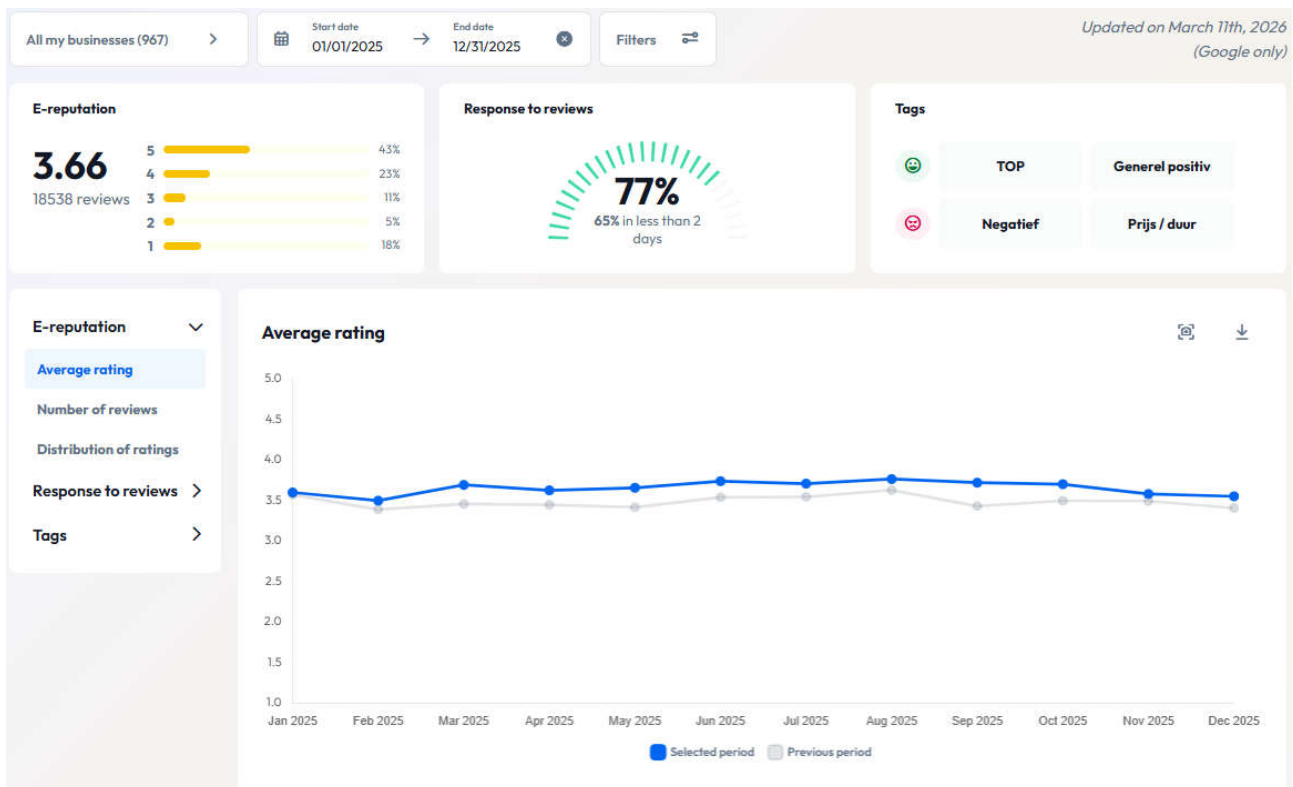 All my businesses (967)
Start date
01/01/2025
End date
12/31/2025
Filters
Updated on March 11th, 2026
(Google only)
E-reputation
3.66
18538 reviews
5 43%
4 23%
3 11%
2 5%
1 18%
Response to reviews
77%
65% in less than 2
days
Tags
TOP
Generel positiv
Negatief
Prijs / duur
E-reputation
Average rating
Number of reviews
Distribution of ratings
Response to reviews
Tags
Average rating
5.0
4.5
4.0
3.5
3.0
2.5
2.0
1.5
1.0
Jan 2025 Feb 2025 Mar 2025 Apr 2025 May 2025 Jun 2025 Jul 2025 Aug 2025 Sep 2025 Oct 2025 Nov 2025 Dec 2025
Selected period Previous period